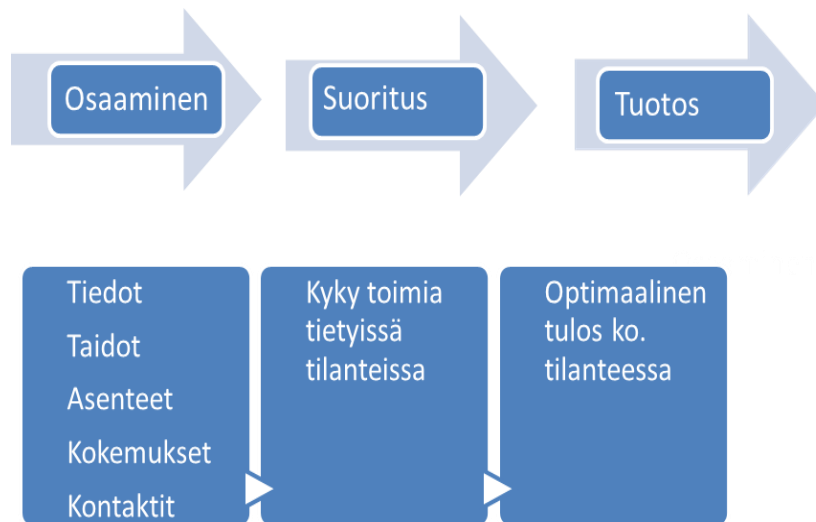 Osaaminen
Suoritus
Tuotos
Tiedot
Taidot
Asenteet
Kokemukset
Kontaktit
Kyky toimia
tietyissä
tilanteissa
Optimaalinen
tulos ko.
tilanteessa